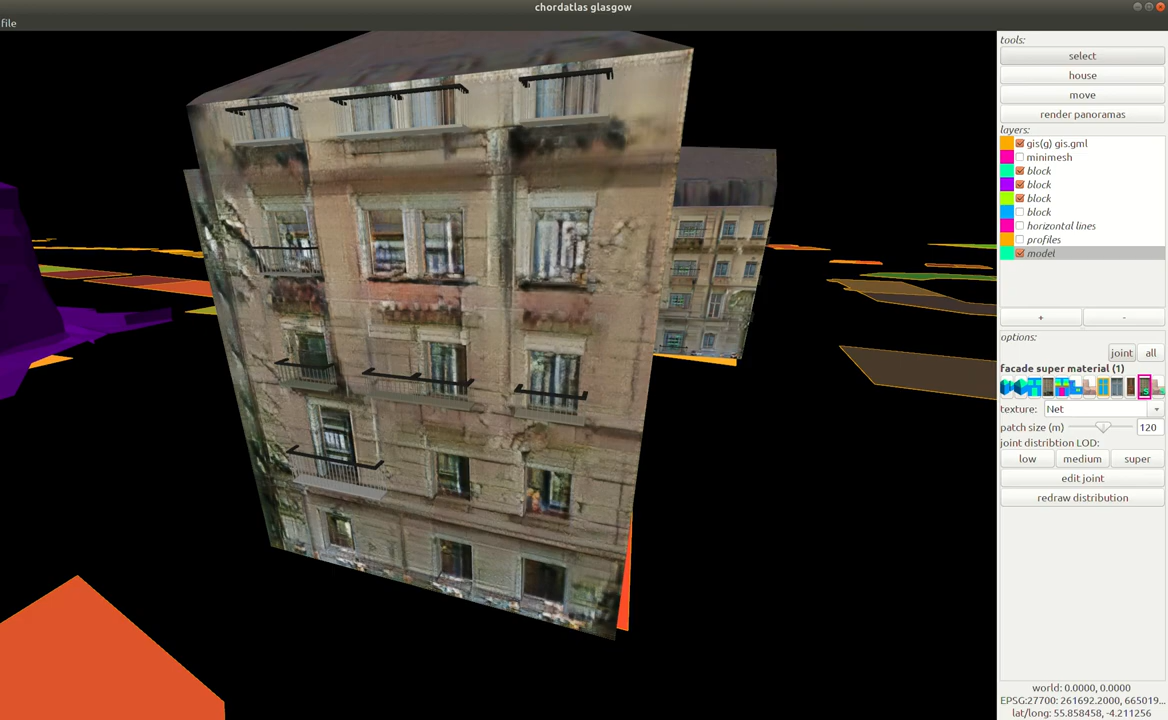 chordatlas glasgow
file
tools:
select
house
move
render panoramas
layers:
gis(g) gis.gml
minimesh
block
block
block
block
horizontal lines
profiles
model
+ -
options:
joint all
facade super material (1)
texture: Net
patch size (m) 120
joint distribtion LOD:
low medium super
edit joint
redraw distribution
world: 0.0000, 0.0000
EPSG:27700: 261692.2000, 665019...
lat/long: 55.858458, -4.211256